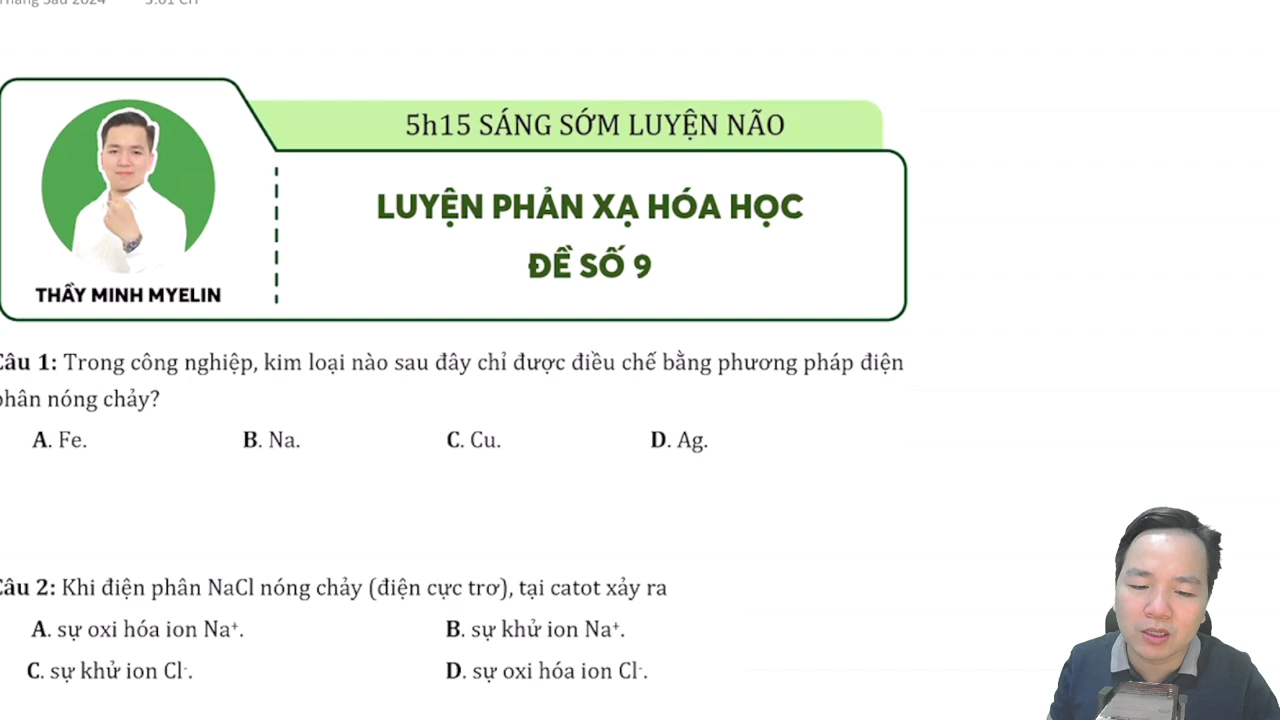 5h15 SÁNG SỚM LUYỆN NÃO
LUYỆN PHẢN XẠ HÓA HỌC
ĐỀ SỐ 9
THẦY MINH MYELIN
Câu 1: Trong công nghiệp, kim loại nào sau đây chỉ được điều chế bằng phương pháp điện
phân nóng chảy?
A. Fe. B. Na. C. Cu. D. Ag.
Câu 2: Khi điện phân NaCl nóng chảy (điện cực trơ), tại catot xảy ra
A. sự oxi hóa ion Na⁺. B. sự khử ion Na⁺.
C. sự khử ion Cl⁻. D. sự oxi hóa ion Cl⁻.